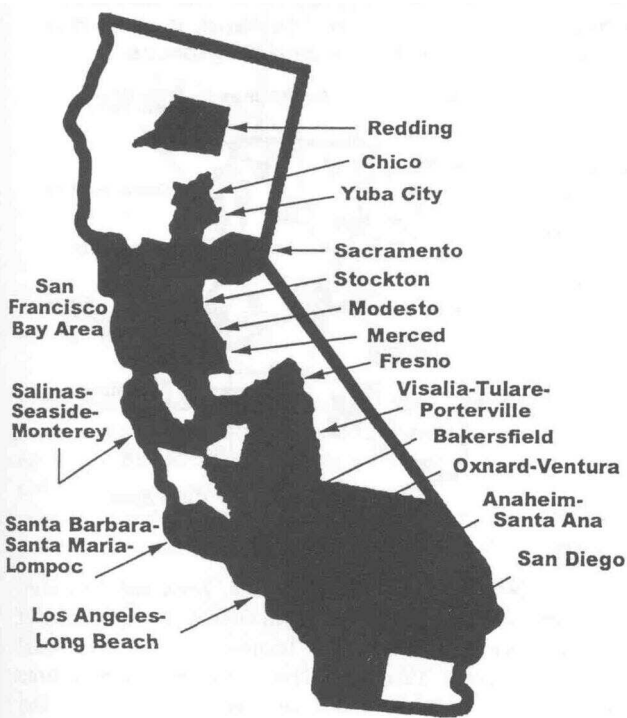 Redding
Chico
Yuba City
Sacramento
San
Francisco
Bay Area
Stockton
Modesto
Merced
Fresno
Salinas-
Seaside-
Monterey
Visalia-Tulare-
Porterville
Bakersfield
Oxnard-Ventura
Anaheim-
Santa Ana
Santa Barbara-
Santa Maria-
Lompoc
San Diego
Los Angeles-
Long Beach